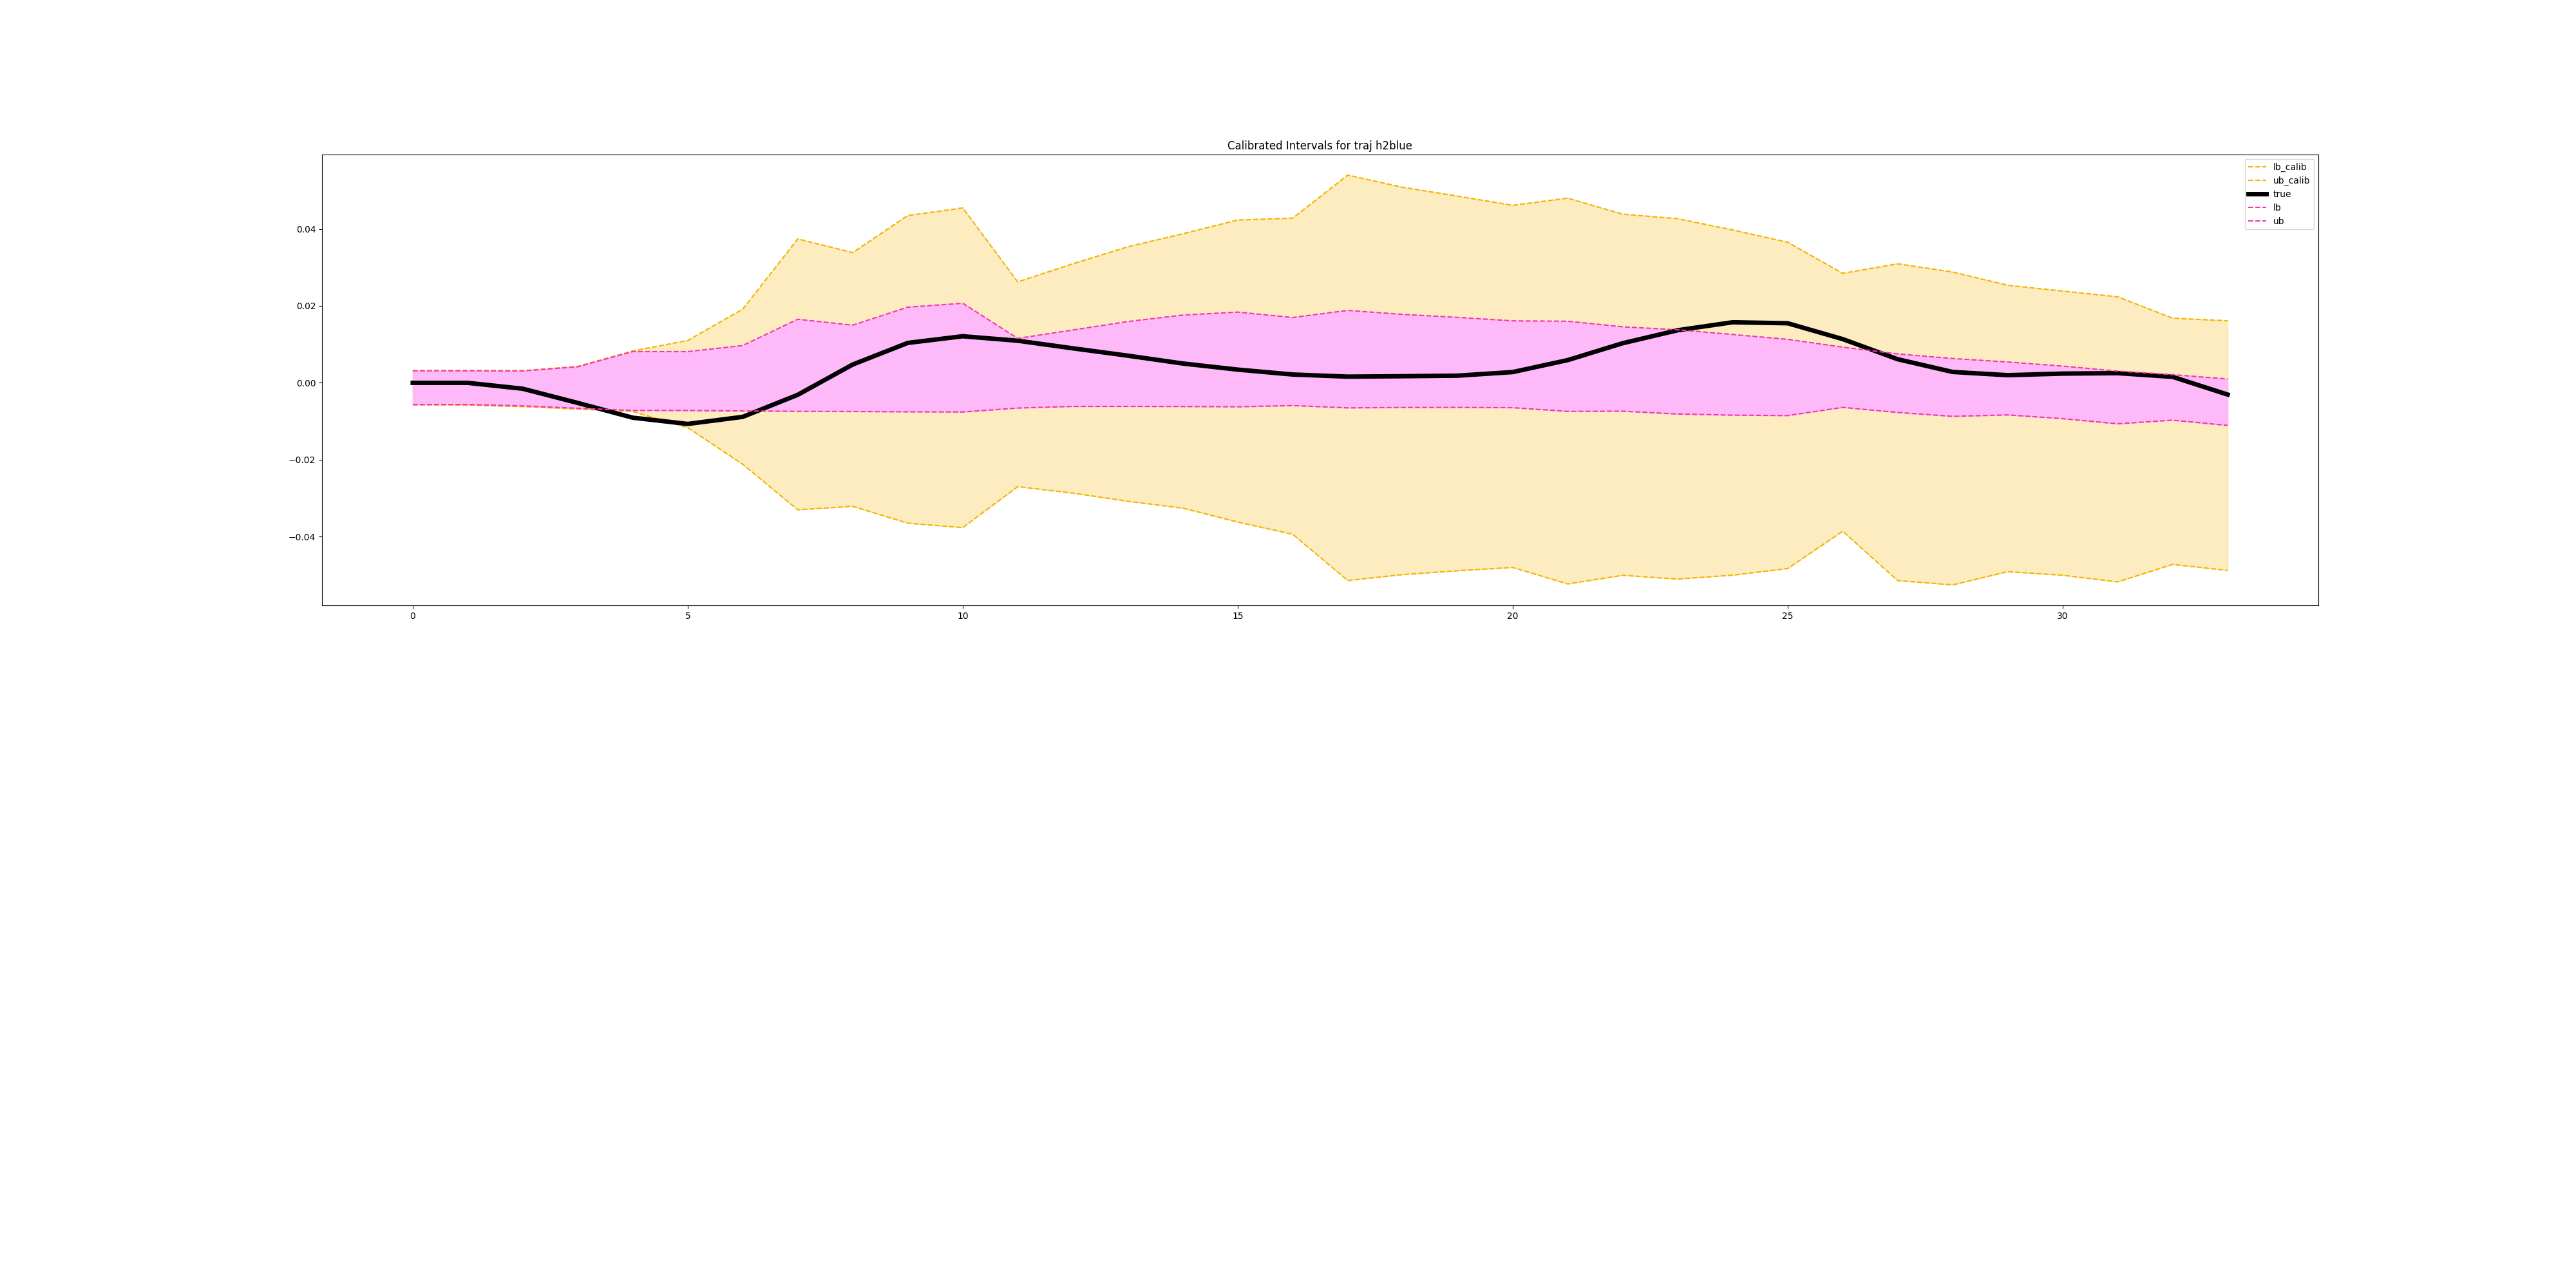 Calibrated Intervals for traj h2blue
lb_calib
ub_calib
true
lb
ub
0.04
0.02
0.00
−0.02
−0.04
0 5 10 15 20 25 30